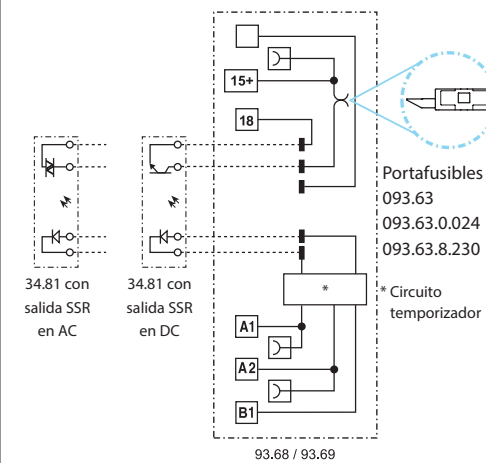 15+
18
Portafusibles
093.63
093.63.0.024
093.63.8.230
34.81 con
salida SSR
en AC
34.81 con
salida SSR
en DC
*
* Circuito
temporizador
A1
A2
B1
93.68 / 93.69